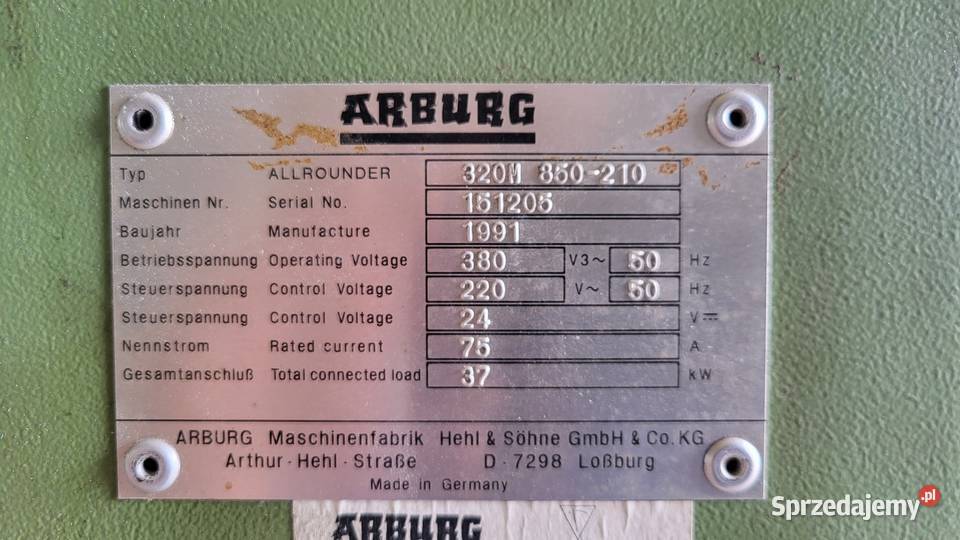 ARBURG
Typ ALLROUNDER 320M 850-210
Maschinen Nr. Serial No. 151205
Baujahr Manufacture 1991
Betriebsspannung Operating Voltage 380 V3~ 50 Hz
Steuerspannung Control Voltage 220 V~ 50 Hz
Steuerspannung Control Voltage 24 V⎓
Nennstrom Rated current 75 A
Gesamtanschluß Total connected load 37 kW
ARBURG Maschinenfabrik Hehl & Söhne GmbH & Co. KG
Arthur-Hehl-Straße D-7298 Loßburg
Made in Germany
ARBURG
Sprzedajemy.pl